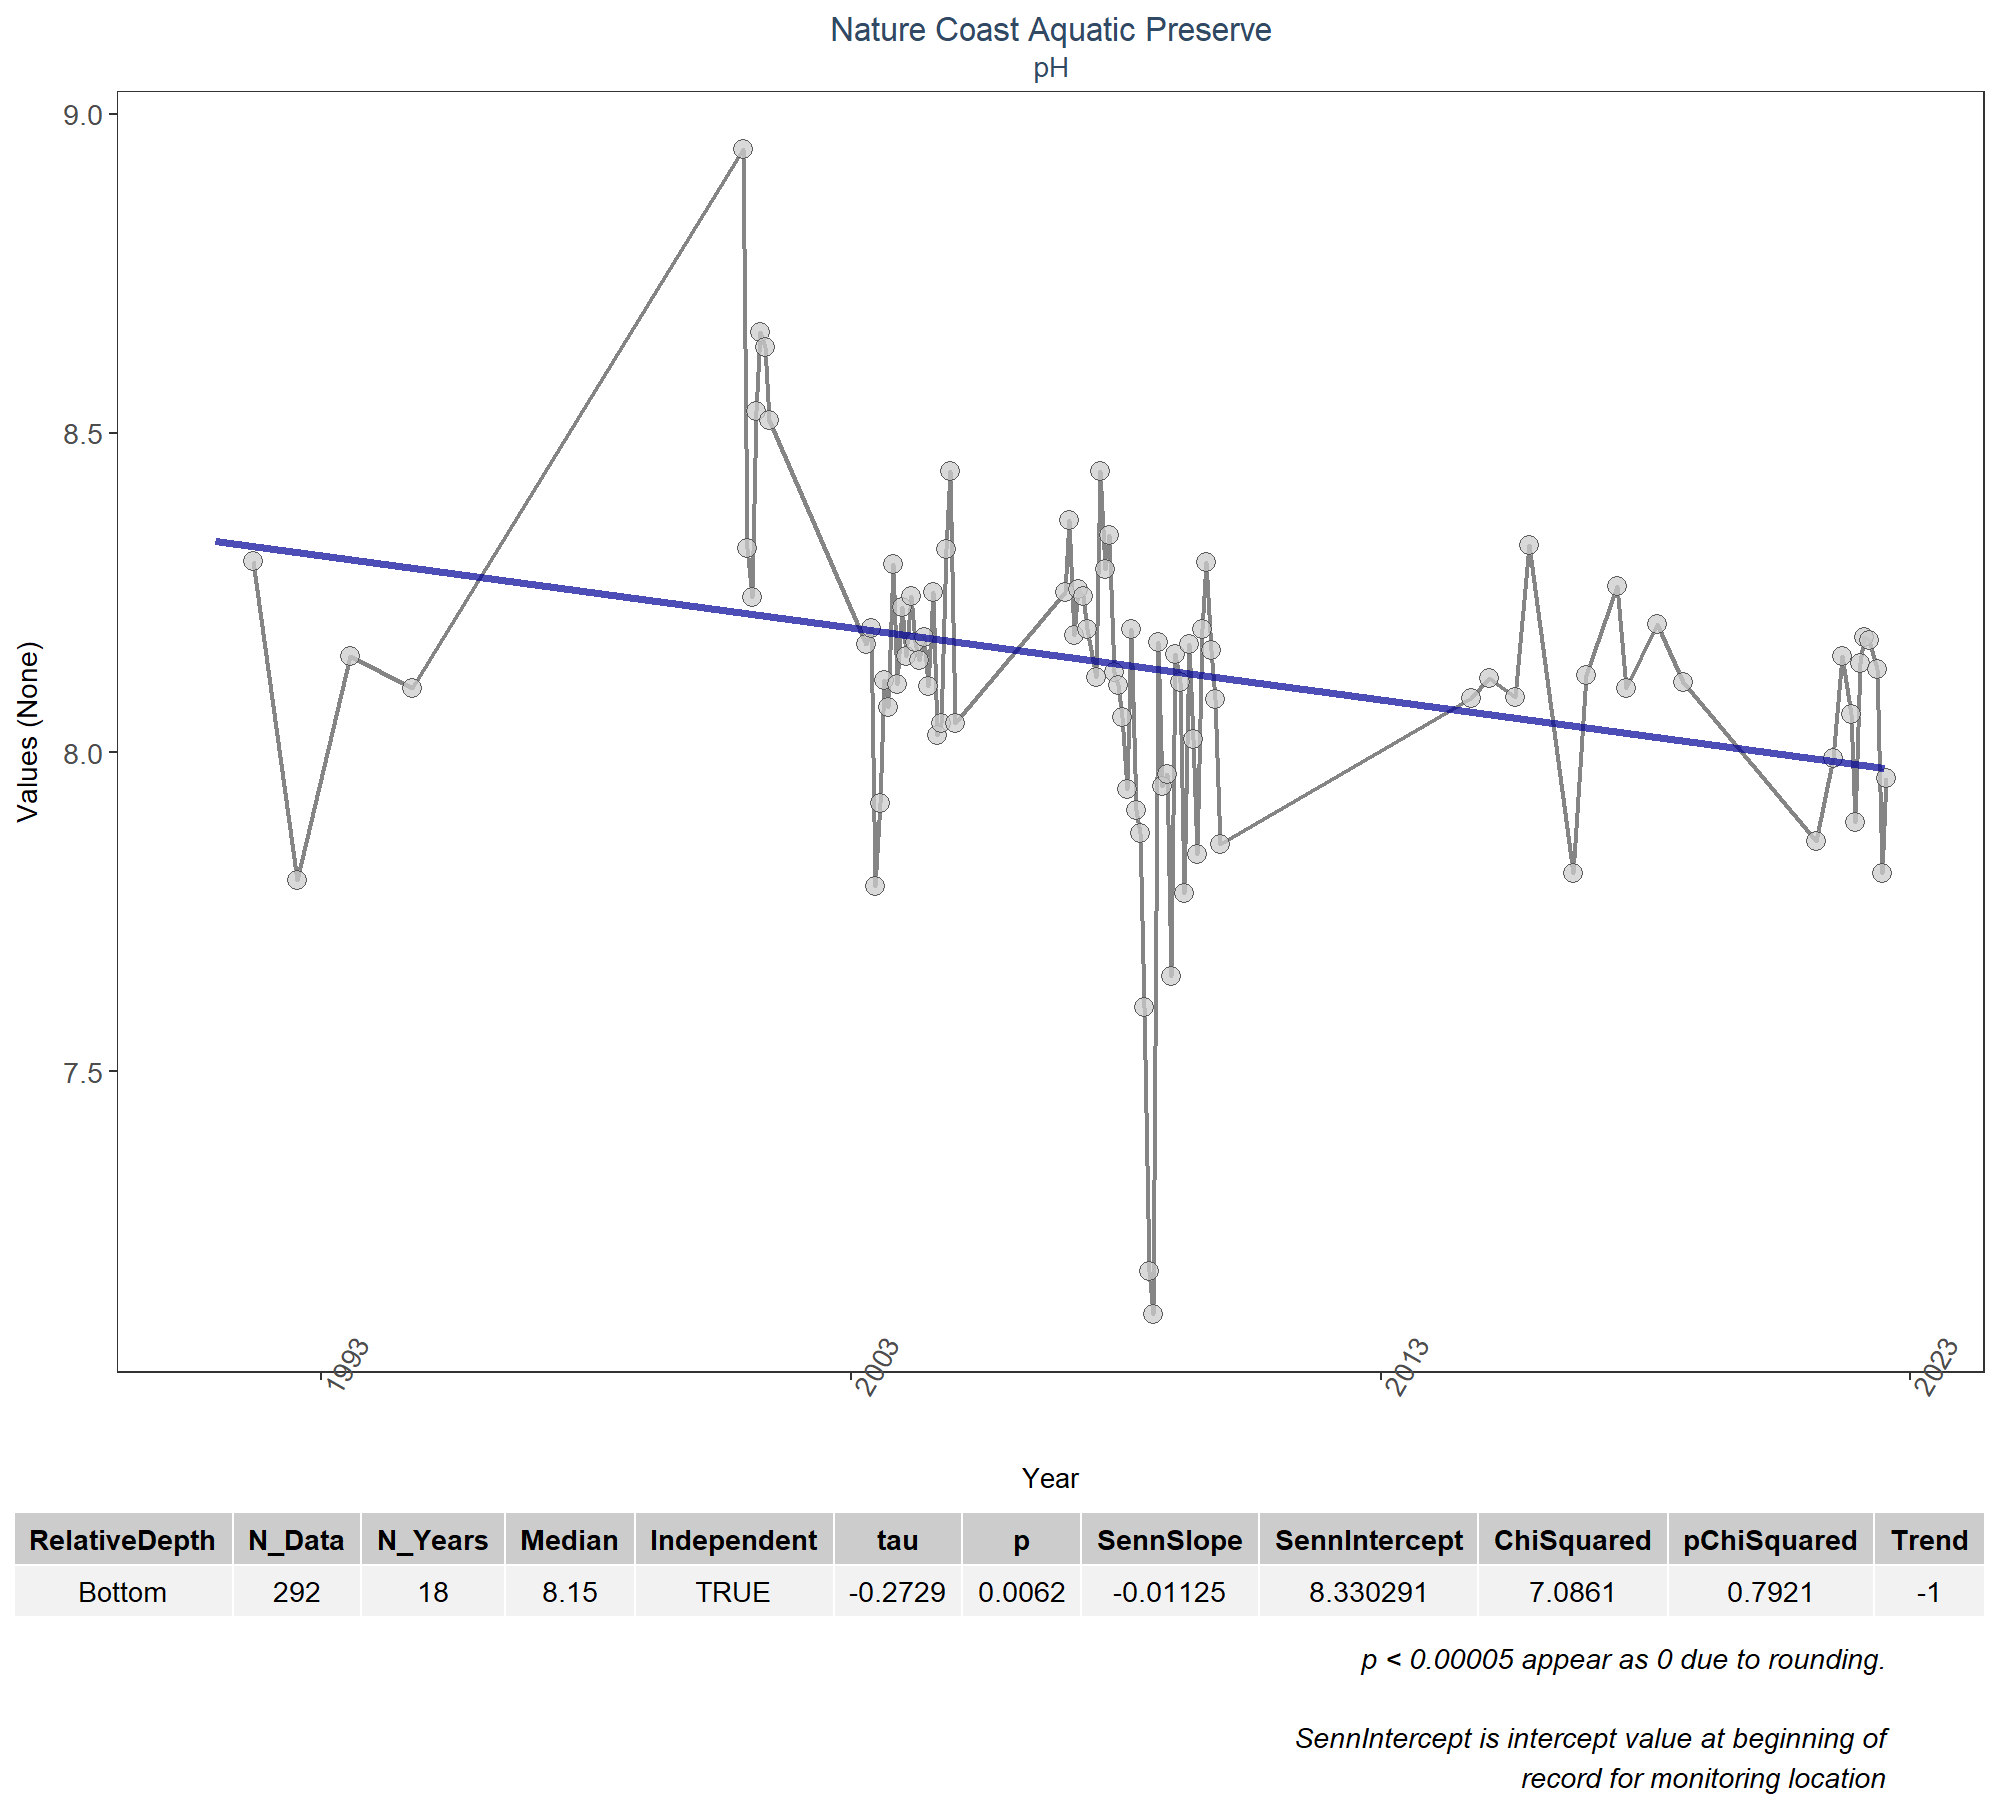 Nature Coast Aquatic Preserve
pH
9.0
8.5
8.0
7.5
Values (None)
1993
2003
2013
2023
Year
RelativeDepth N_Data N_Years Median Independent tau p SennSlope SennIntercept ChiSquared pChiSquared Trend
Bottom 292 18 8.15 TRUE -0.2729 0.0062 -0.01125 8.330291 7.0861 0.7921 -1
p < 0.00005 appear as 0 due to rounding.
SennIntercept is intercept value at beginning of
record for monitoring location